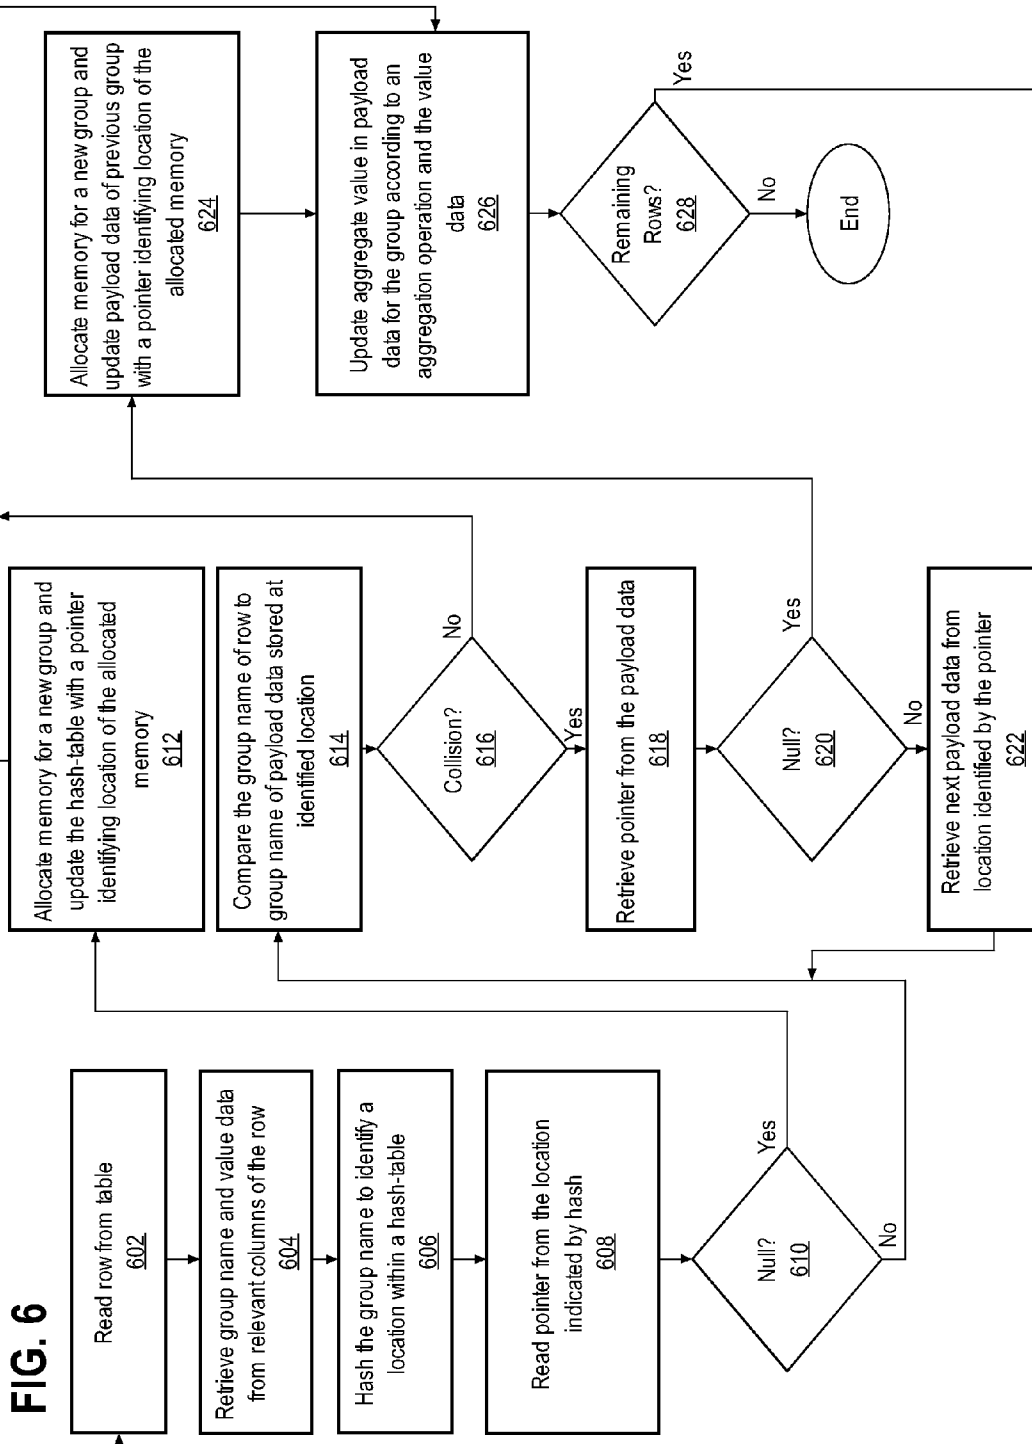 FIG. 6
Read row from table
602
Retrieve group name and value data
from relevant columns of the row
604
Hash the group name to identify a
location within a hash-table
606
Read pointer from the location
indicated by hash
608
Null?
610
Yes
No
Allocate memory for a new group and
update the hash-table with a pointer
identifying location of the allocated
memory
612
Compare the group name of row to
group name of payload data stored at
identified location
614
Collision?
616
No
Yes
Retrieve pointer from the payload data
618
Null?
620
Yes
No
Retrieve next payload data from
location identified by the pointer
622
Allocate memory for a new group and
update payload data of previous group
with a pointer identifying location of the
allocated memory
624
Update aggregate value in payload
data for the group according to an
aggregation operation and the value
data
626
Remaining
Rows?
628
Yes
No
End